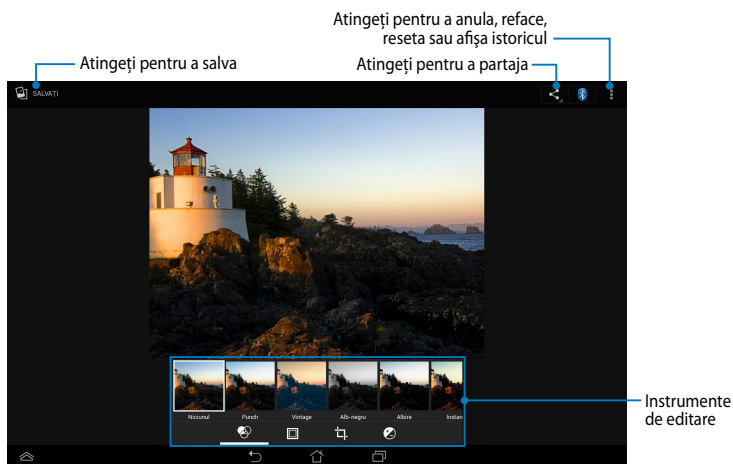 Atingeți pentru a anula, reface,
reseta sau afişa istoricul
Atingeți pentru a salva
Atingeți pentru a partaja
SALVAȚI
Niciunul
Punch
Vintage
Alb-negru
Albire
Instan
Instrumente
de editare